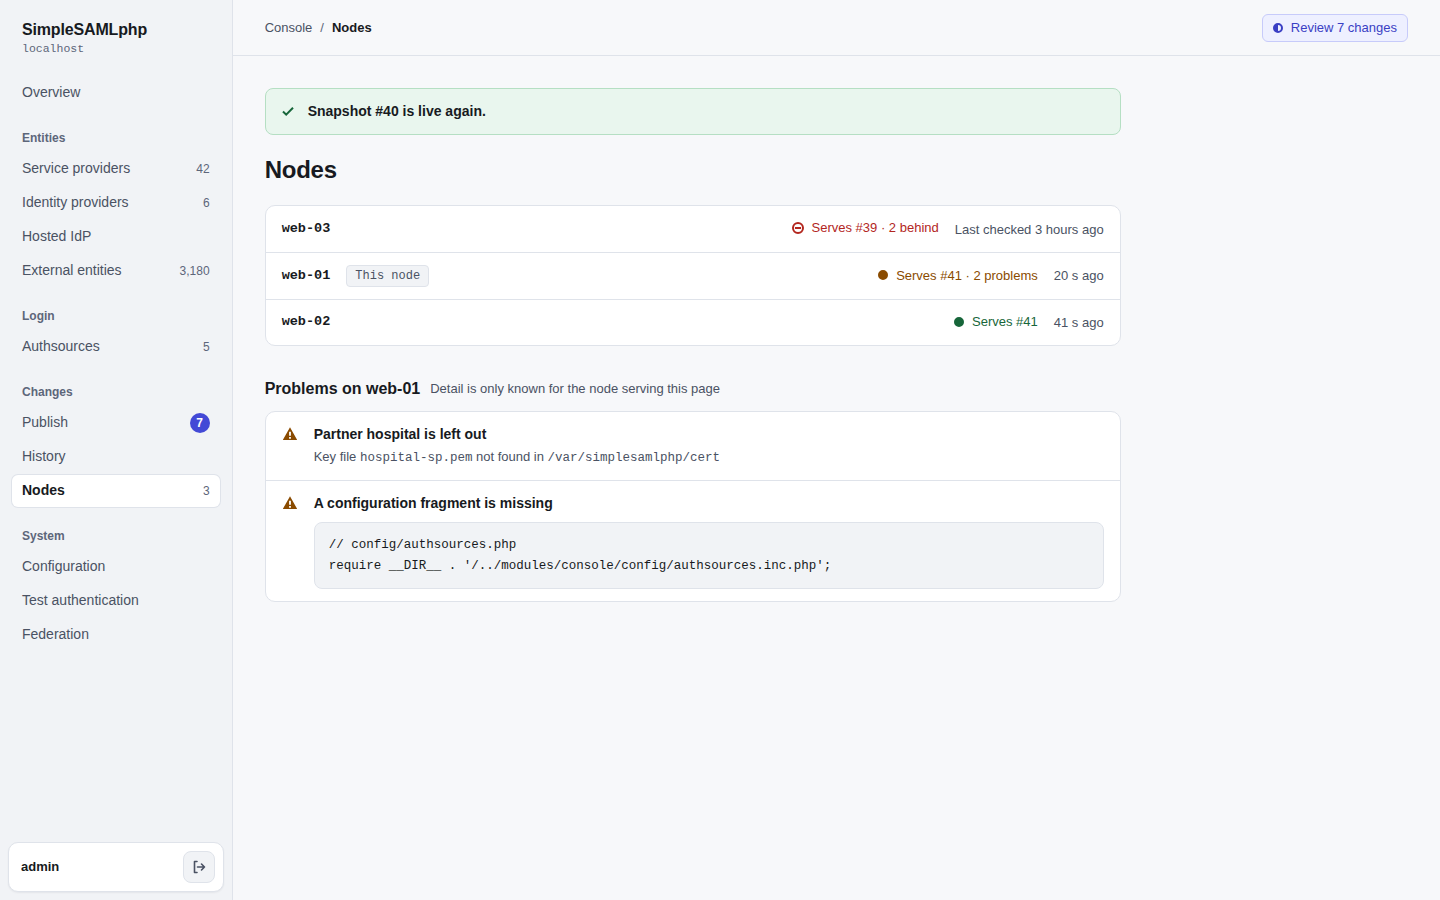 SimpleSAMLphp
localhost
Overview
Entities
Service providers 42
Identity providers 6
Hosted IdP
External entities 3,180
Login
Authsources 5
Changes
Publish 7
History
Nodes 3
System
Configuration
Test authentication
Federation
admin
Console / Nodes
Review 7 changes
Snapshot #40 is live again.
Nodes
web-03 Serves #39 · 2 behind Last checked 3 hours ago
web-01 This node Serves #41 · 2 problems 20 s ago
web-02 Serves #41 41 s ago
Problems on web-01 Detail is only known for the node serving this page
Partner hospital is left out
Key file hospital-sp.pem not found in /var/simplesamlphp/cert
A configuration fragment is missing
// config/authsources.php
require __DIR__ . '/../modules/console/config/authsources.inc.php';